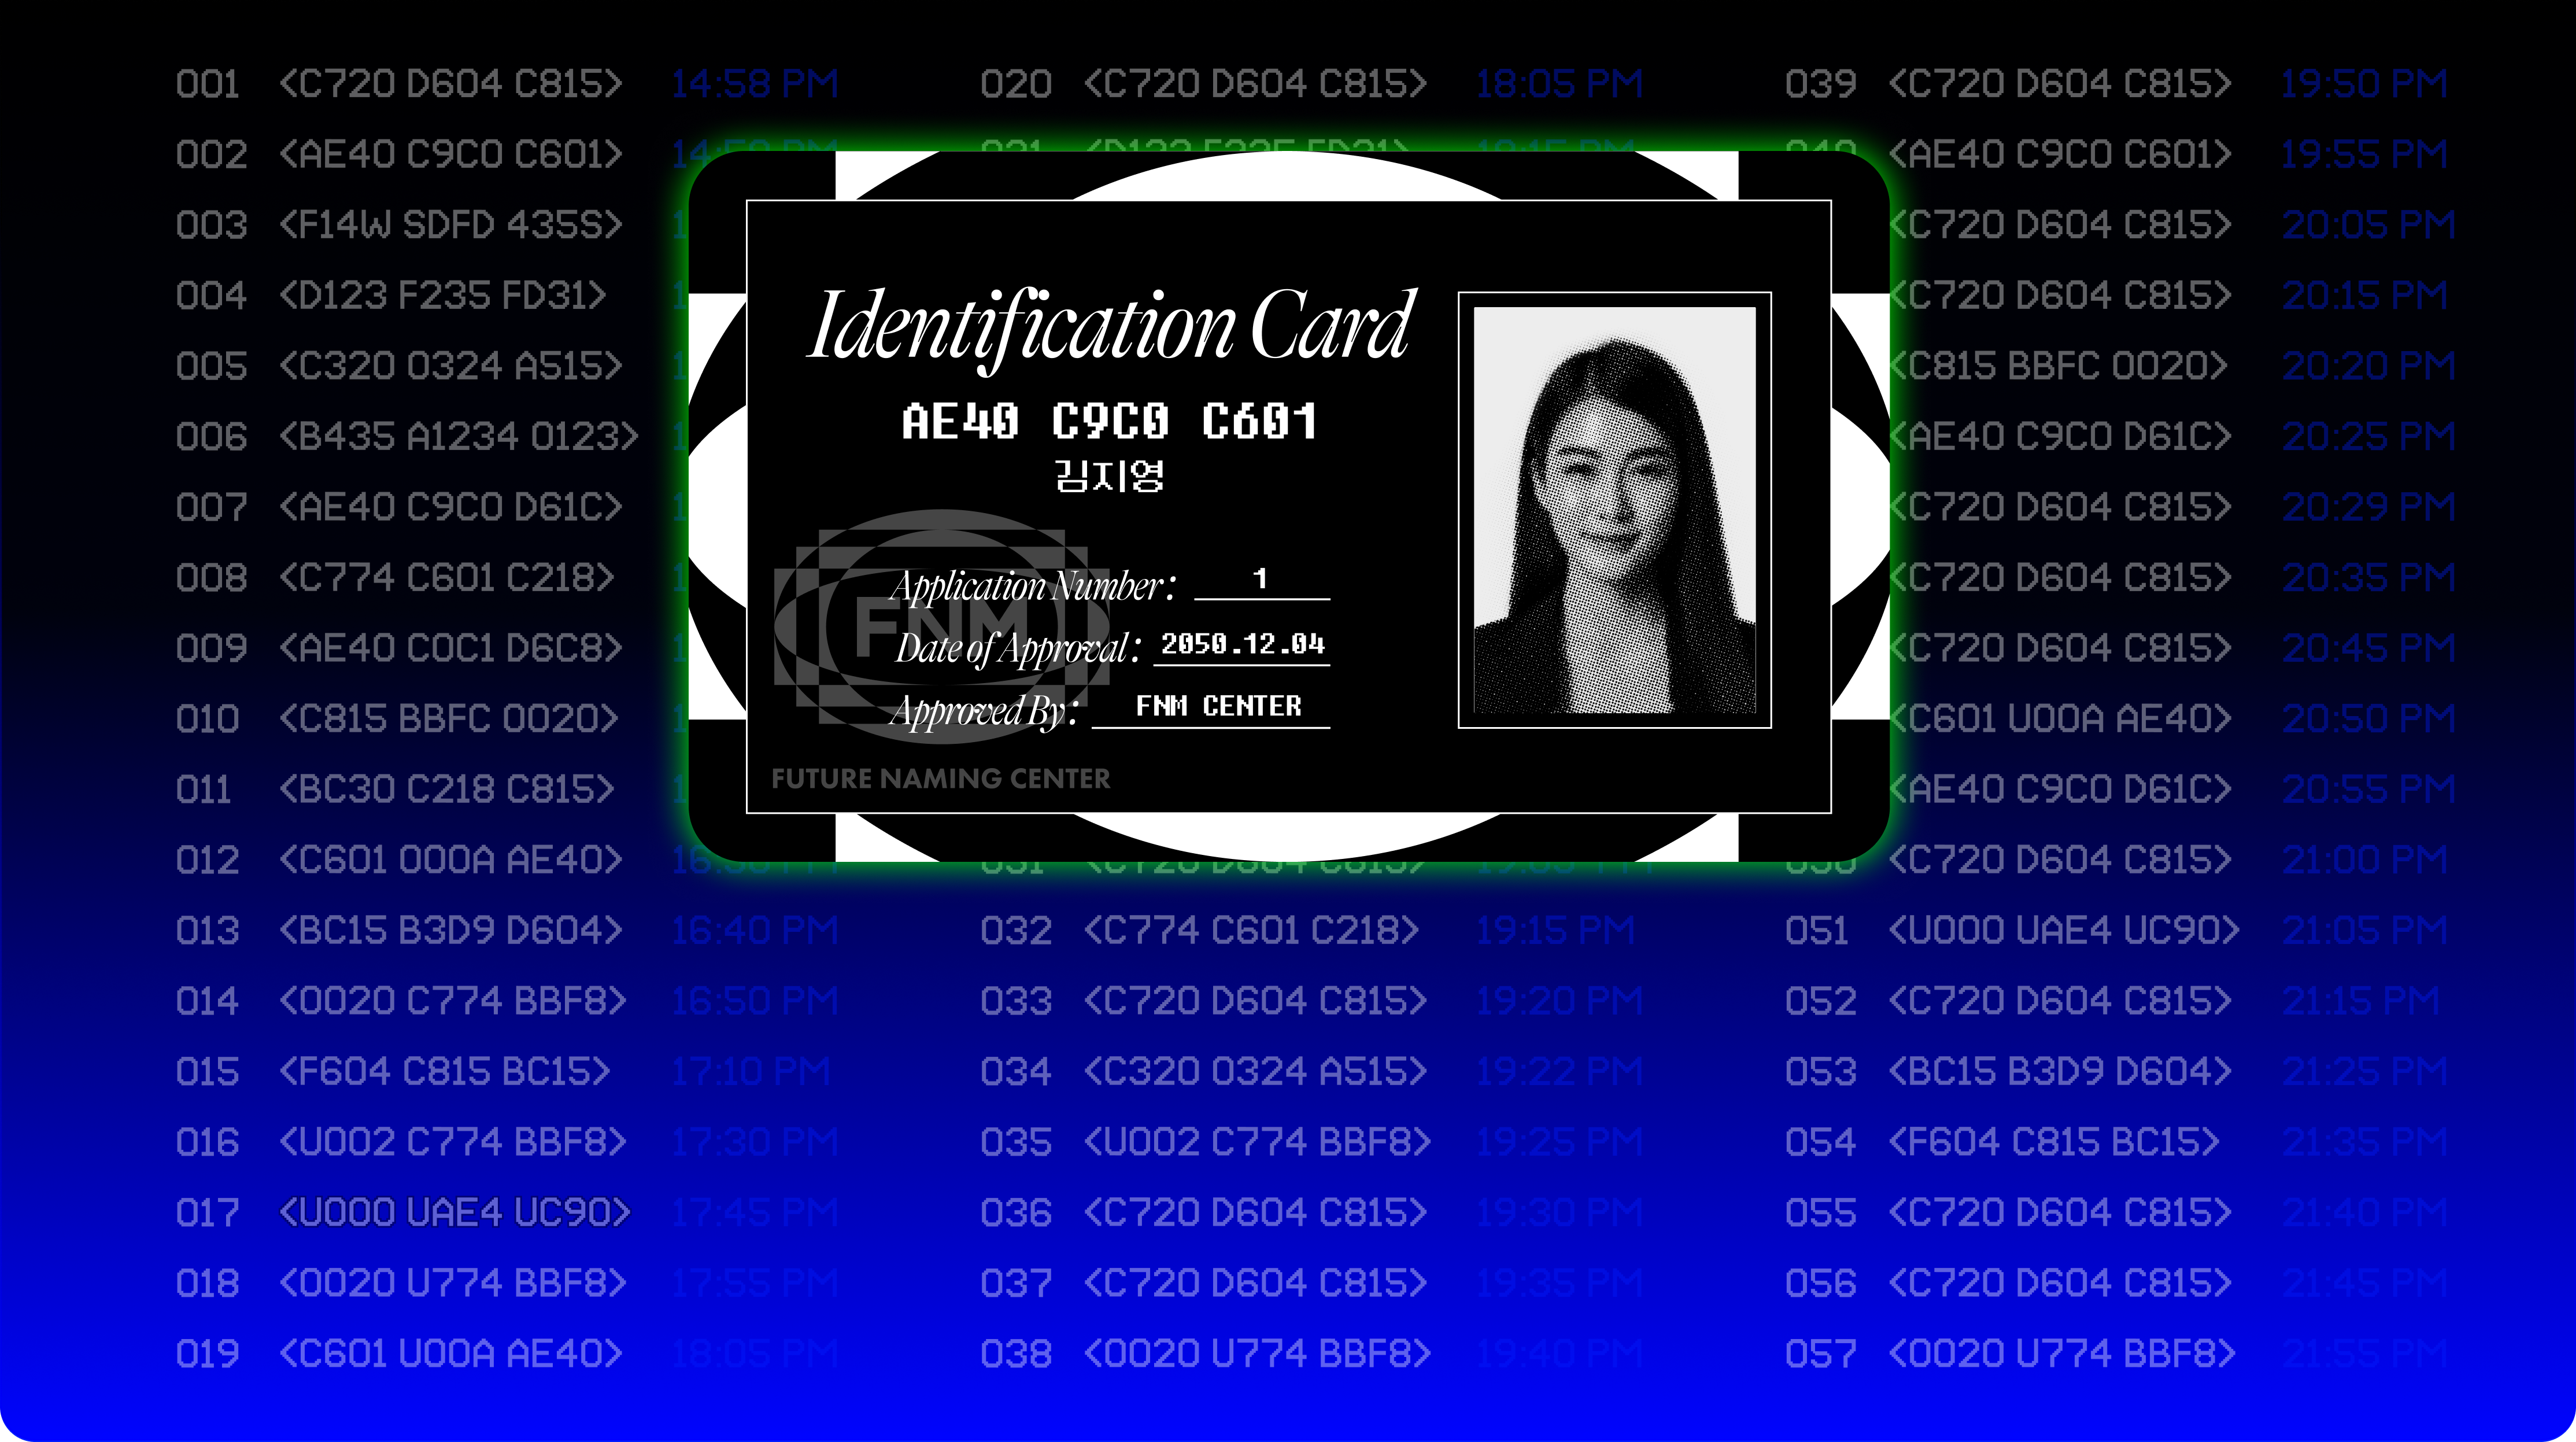 001 <C720 D604 C815> 14:58 PM
002 <AE40 C9C0 C601>
003 <F14W SDFD 435S>
004 <D123 F235 FD31>
005 <C320 0324 A515>
006 <B435 A1234 0123>
007 <AE40 C9C0 D61C>
008 <C774 C601 C218>
009 <AE40 C0C1 D6C8>
010 <C815 BBFC 0020>
011 <BC30 C218 C815>
012 <C601 000A AE40>
013 <BC15 B3D9 D604> 16:40 PM
014 <0020 C774 BBF8> 16:50 PM
015 <F604 C815 BC15> 17:10 PM
016 <U002 C774 BBF8> 17:30 PM
017 <U000 UAE4 UC90> 17:45 PM
018 <0020 U774 BBF8> 17:55 PM
019 <C601 U00A AE40> 18:05 PM
020 <C720 D604 C815> 18:05 PM
Identification Card
AE40 C9C0 C601
김지영
FNM
Application Number: 1
Date of Approval: 2050.12.04
Approved By: FNM CENTER
FUTURE NAMING CENTER
032 <C774 C601 C218> 19:15 PM
033 <C720 D604 C815> 19:20 PM
034 <C320 0324 A515> 19:22 PM
035 <U002 C774 BBF8> 19:25 PM
036 <C720 D604 C815> 19:30 PM
037 <C720 D604 C815> 19:35 PM
038 <0020 U774 BBF8> 19:40 PM
039 <C720 D604 C815> 19:50 PM
<AE40 C9C0 C601> 19:55 PM
<C720 D604 C815> 20:05 PM
<C720 D604 C815> 20:15 PM
<C815 BBFC 0020> 20:20 PM
<AE40 C9C0 D61C> 20:25 PM
<C720 D604 C815> 20:29 PM
<C720 D604 C815> 20:35 PM
<C720 D604 C815> 20:45 PM
<C601 U00A AE40> 20:50 PM
<AE40 C9C0 D61C> 20:55 PM
<C720 D604 C815> 21:00 PM
051 <U000 UAE4 UC90> 21:05 PM
052 <C720 D604 C815> 21:15 PM
053 <BC15 B3D9 D604> 21:25 PM
054 <F604 C815 BC15> 21:35 PM
055 <C720 D604 C815> 21:40 PM
056 <C720 D604 C815> 21:45 PM
057 <0020 U774 BBF8> 21:55 PM